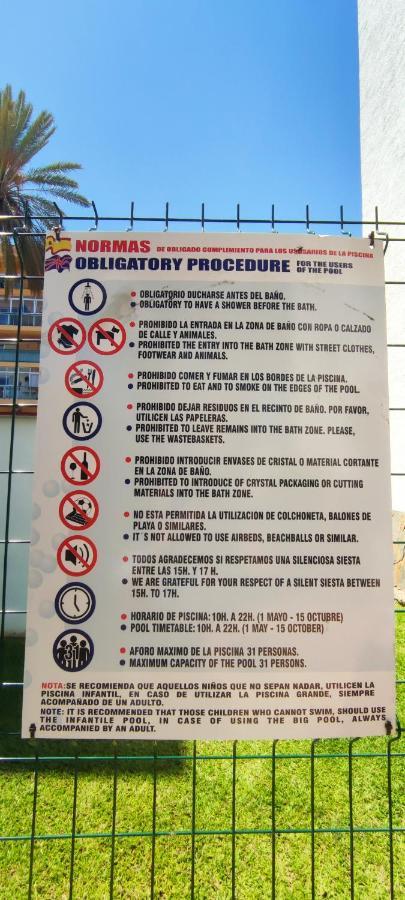 NORMAS DE OBLIGADO CUMPLIMIENTO PARA LOS USUARIOS DE LA PISCINA
OBLIGATORY PROCEDURE FOR THE USERS
OF THE POOL
• OBLIGATORIO DUCHARSE ANTES DEL BAÑO.
• OBLIGATORY TO HAVE A SHOWER BEFORE THE BATH.
• PROHIBIDO LA ENTRADA EN LA ZONA DE BAÑO CON ROPA O CALZADO
DE CALLE Y ANIMALES.
• PROHIBITED THE ENTRY INTO THE BATH ZONE WITH STREET CLOTHES,
FOOTWEAR AND ANIMALS.
• PROHIBIDO COMER Y FUMAR EN LOS BORDES DE LA PISCINA.
• PROHIBITED TO EAT AND TO SMOKE ON THE EDGES OF THE POOL.
• PROHIBIDO DEJAR RESIDUOS EN EL RECINTO DE BAÑO. POR FAVOR,
UTILICEN LAS PAPELERAS.
• PROHIBITED TO LEAVE REMAINS INTO THE BATH ZONE. PLEASE,
USE THE WASTEBASKETS.
• PROHIBIDO INTRODUCIR ENVASES DE CRISTAL O MATERIAL CORTANTE
EN LA ZONA DE BAÑO.
• PROHIBITED TO INTRODUCE OF CRYSTAL PACKAGING OR CUTTING
MATERIALS INTO THE BATH ZONE.
• NO ESTA PERMITIDA LA UTILIZACION DE COLCHONETA, BALONES DE
PLAYA O SIMILARES.
• IT´S NOT ALLOWED TO USE AIRBEDS, BEACHBALLS OR SIMILAR.
• TODOS AGRADECEMOS SI RESPETAMOS UNA SILENCIOSA SIESTA
ENTRE LAS 15H. Y 17 H.
• WE ARE GRATEFUL FOR YOUR RESPECT OF A SILENT SIESTA BETWEEN
15H. TO 17H.
• HORARIO DE PISCINA: 10H. A 22H. (1 MAYO - 15 OCTUBRE)
• POOL TIMETABLE: 10H. A 22H. (1 MAY - 15 OCTOBER)
31
• AFORO MAXIMO DE LA PISCINA 31 PERSONAS.
• MAXIMUM CAPACITY OF THE POOL 31 PERSONS.
NOTA:SE RECOMIENDA QUE AQUELLOS NIÑOS QUE NO SEPAN NADAR, UTILICEN LA
PISCINA INFANTIL, EN CASO DE UTILIZAR LA PISCINA GRANDE, SIEMPRE
ACOMPAÑADO DE UN ADULTO.
NOTE: IT IS RECOMMENDED THAT THOSE CHILDREN WHO CANNOT SWIM, SHOULD USE
THE INFANTILE POOL, IN CASE OF USING THE BIG POOL, ALWAYS
ACCOMPANIED BY AN ADULT.